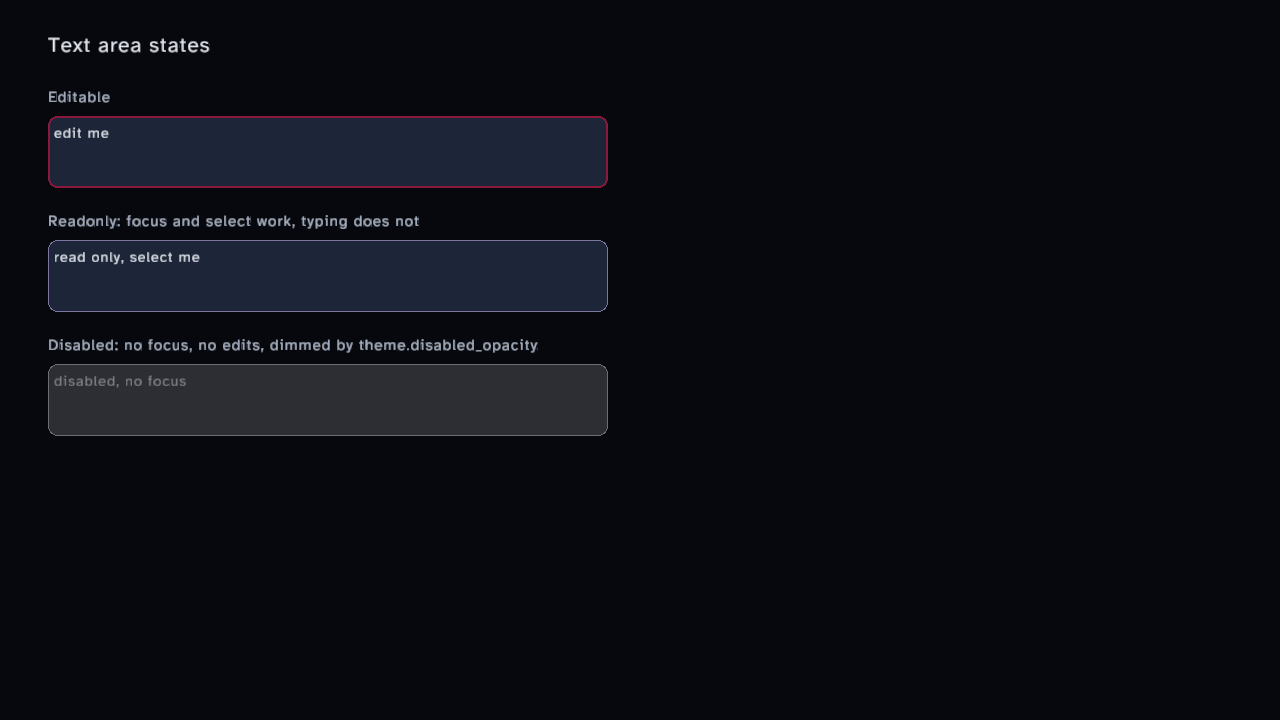 Text area states
Editable
edit me
Readonly: focus and select work, typing does not
read only, select me
Disabled: no focus, no edits, dimmed by theme.disabled_opacity
disabled, no focus